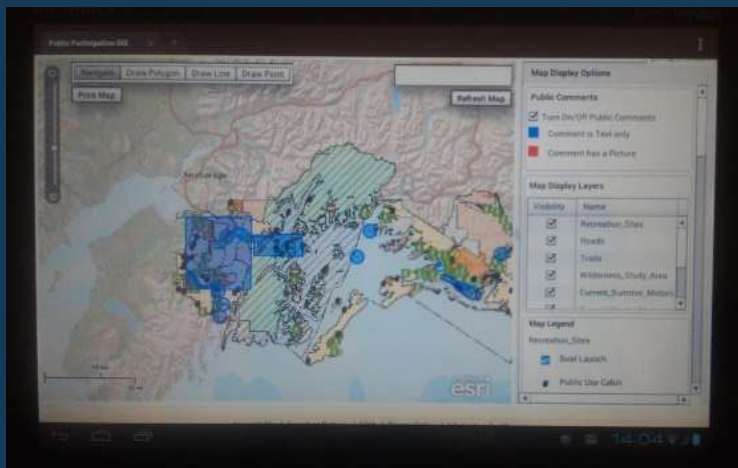 Public Participation GIS
Navigate Draw Polygon Draw Line Draw Point
Print Map
Refresh Map
Anchorage
esri
Map Display Options
Public Comments
Turn On/Off Public Comments
Comment is Text only
Comment has a Picture
Map Display Layers
Visibility Name
Recreation_Sites
Roads
Trails
Wilderness_Study_Area
Current_Summer_Motori
Map Legend
Recreation_Sites
Boat Launch
Public Use Cabin
14:04